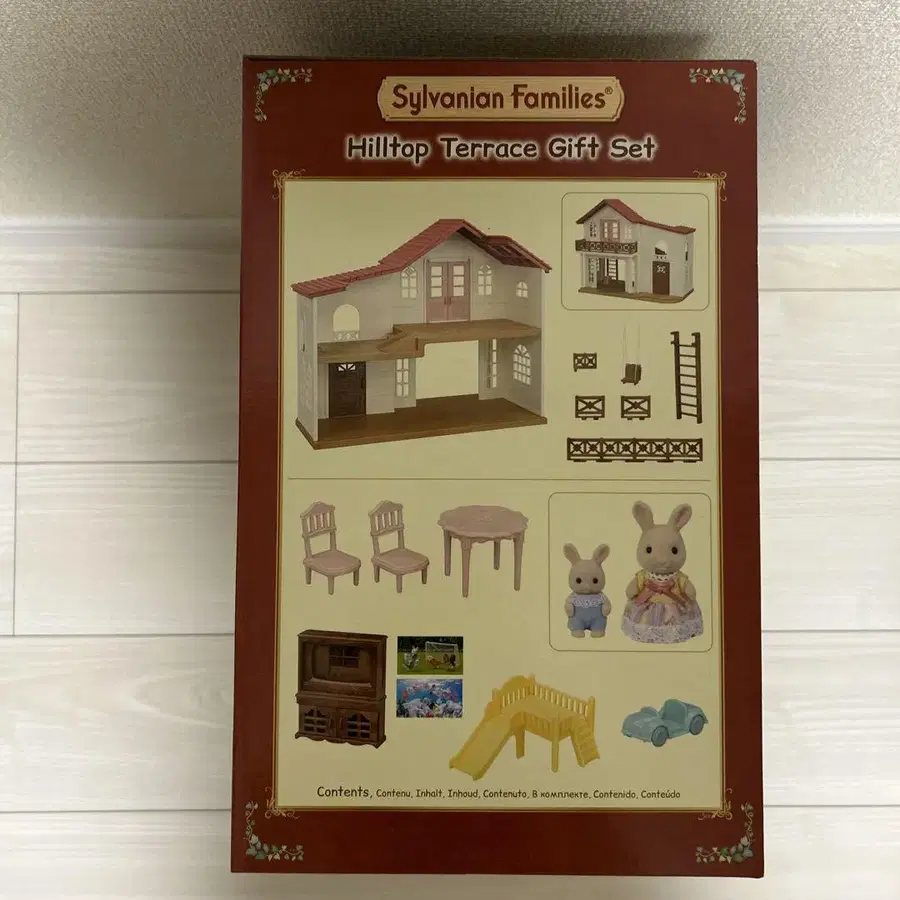 Sylvanian Families®
Hilltop Terrace Gift Set
Contents, Contenu, Inhalt, Inhoud, Contenuto, В комплекте, Contenido, Conteúdo